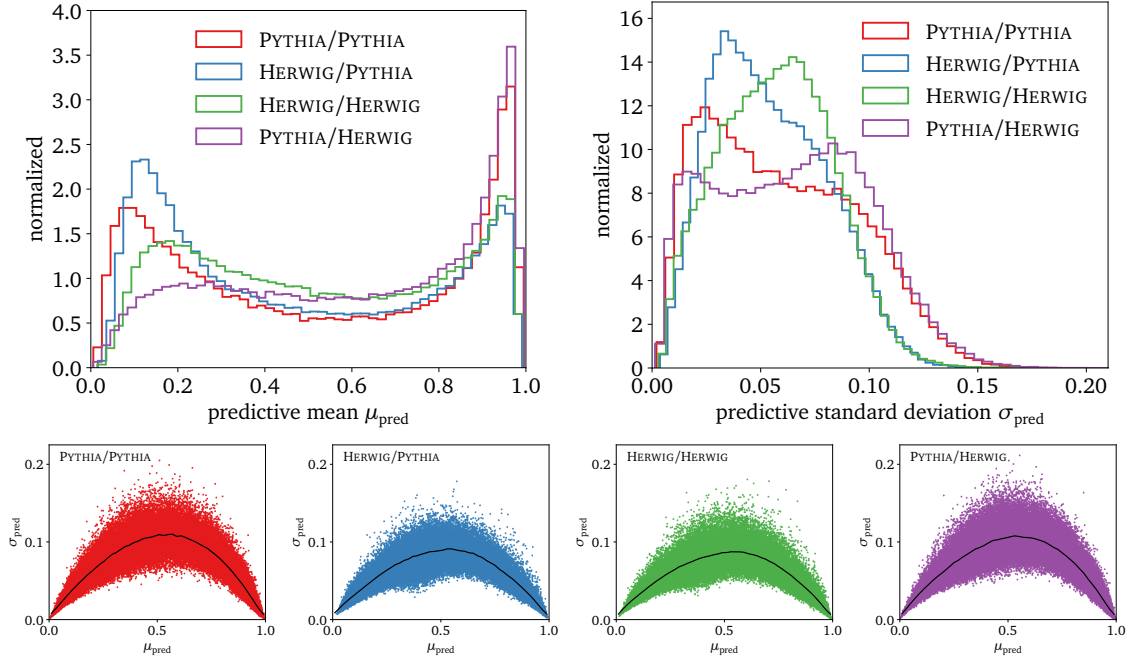 4.0
3.5
3.0
2.5
2.0
1.5
1.0
0.5
0.0
normalized
PYTHIA/PYTHIA
HERWIG/PYTHIA
HERWIG/HERWIG
PYTHIA/HERWIG
0.0 0.2 0.4 0.6 0.8 1.0
predictive mean μpred
16
14
12
10
8
6
4
2
0
normalized
PYTHIA/PYTHIA
HERWIG/PYTHIA
HERWIG/HERWIG
PYTHIA/HERWIG
0.00 0.05 0.10 0.15 0.20
predictive standard deviation σpred
PYTHIA/PYTHIA
0.2
0.1
0.0
σpred
0.0 0.5 1.0
μpred
HERWIG/PYTHIA
0.2
0.1
0.0
σpred
0.0 0.5 1.0
μpred
HERWIG/HERWIG
0.2
0.1
0.0
σpred
0.0 0.5 1.0
μpred
PYTHIA/HERWIG
0.2
0.1
0.0
σpred
0.0 0.5 1.0
μpred